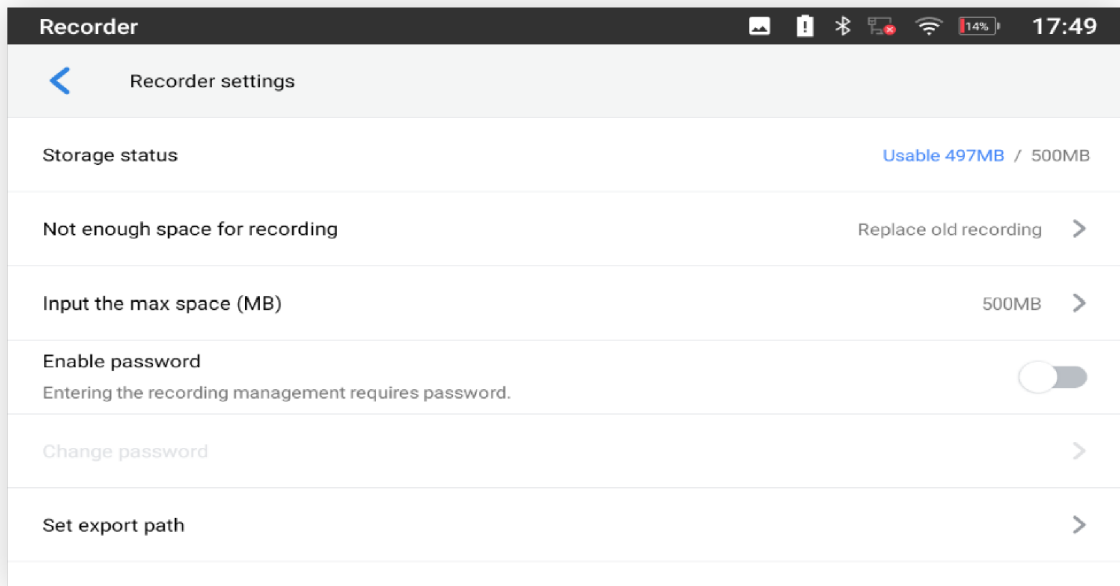 Recorder 14% 17:49
Recorder settings
Storage status Usable 497MB / 500MB
Not enough space for recording Replace old recording
Input the max space (MB) 500MB
Enable password
Entering the recording management requires password.
Change password
Set export path